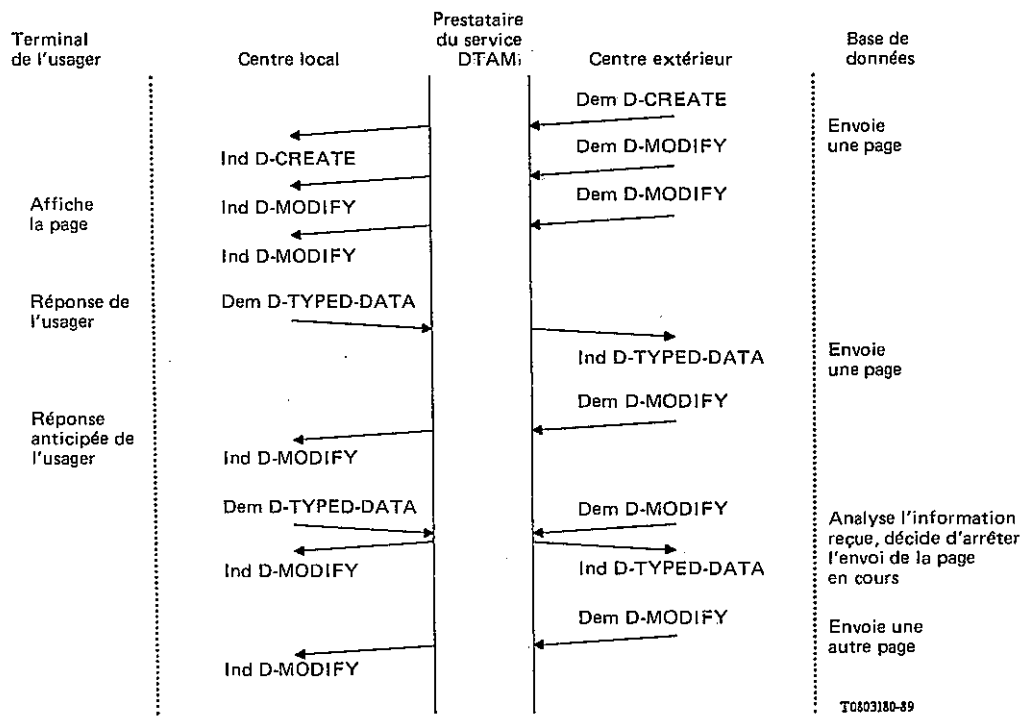 Terminal
de l'usager
Centre local
Prestataire
du service
DTAM
Centre extérieur
Base de
données
Dem D-CREATE
Envoie
une page
Ind D-CREATE
Dem D-MODIFY
Affiche
la page
Ind D-MODIFY
Dem D-MODIFY
Ind D-MODIFY
Réponse de
l'usager
Dem D-TYPED-DATA
Ind D-TYPED-DATA
Envoie
une page
Dem D-MODIFY
Réponse
anticipée de
l'usager
Ind D-MODIFY
Dem D-TYPED-DATA
Dem D-MODIFY
Analyse l'information
reçue, décide d'arrêter
l'envoi de la page
en cours
Ind D-MODIFY
Ind D-TYPED-DATA
Dem D-MODIFY
Envoie une
autre page
Ind D-MODIFY
T0803180-89